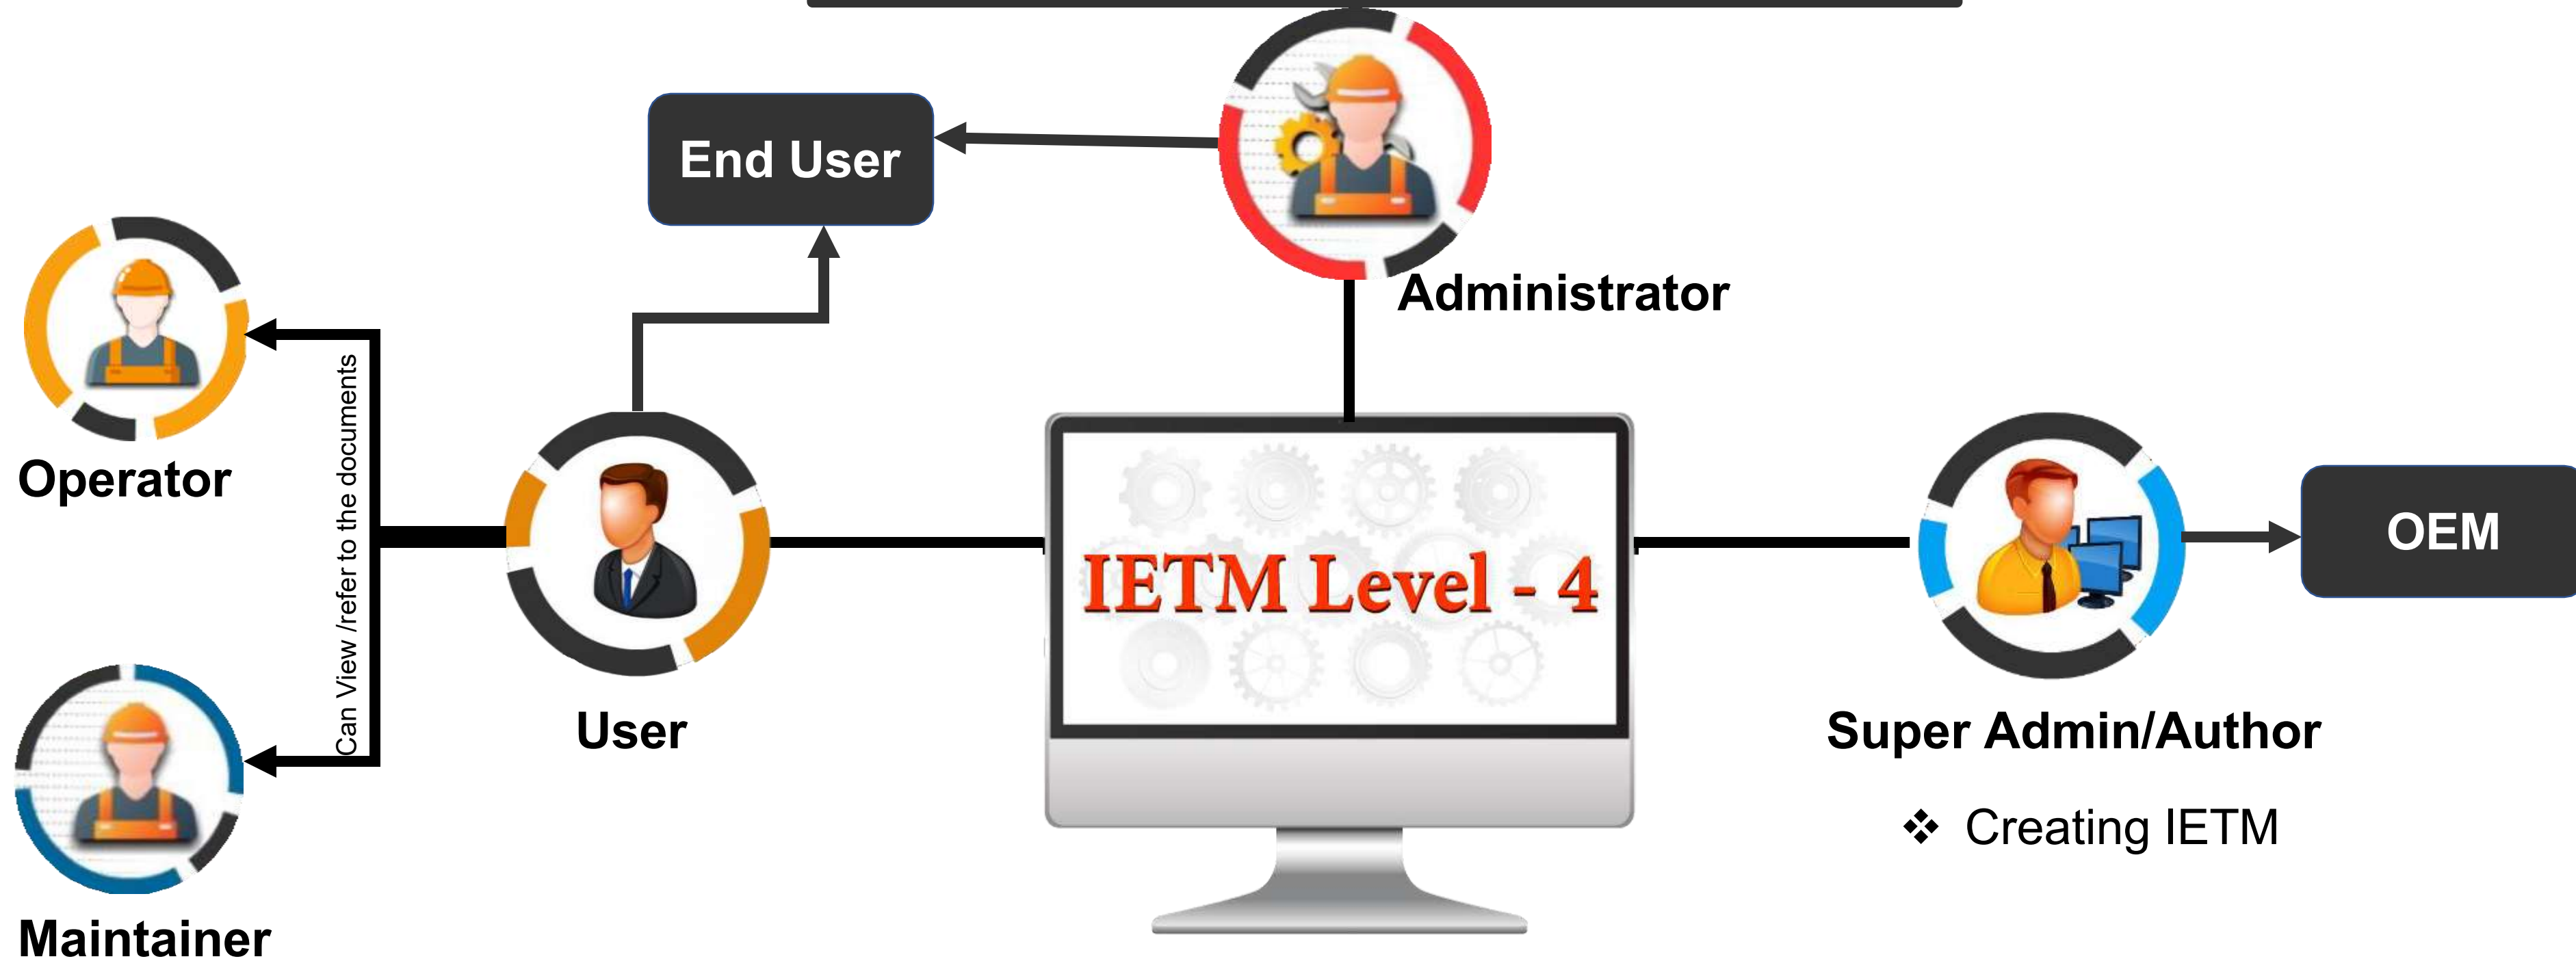 End User
Administrator
Operator
Can View /refer to the documents
IETM Level - 4
OEM
User
Super Admin/Author
❖ Creating IETM
Maintainer